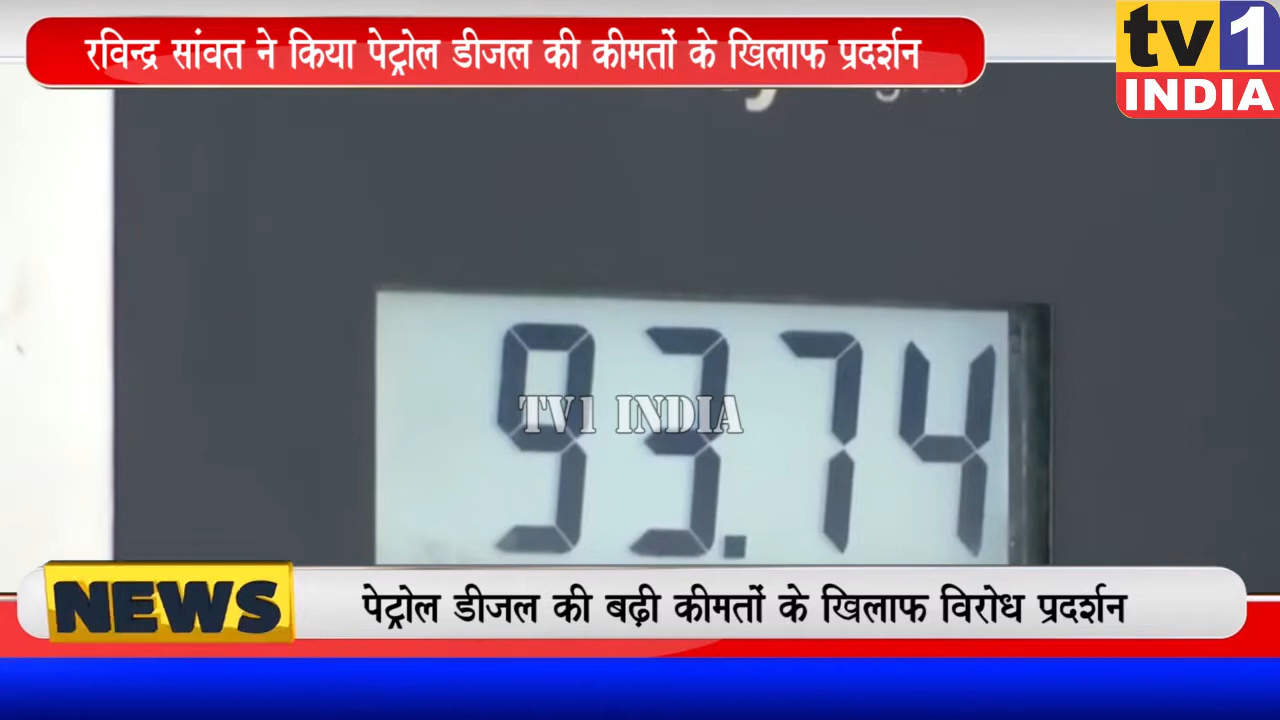 रविन्द्र सांवत ने किया पेट्रोल डीजल की कीमतों के खिलाफ प्रदर्शन
tv1
INDIA
93.74
TV1 INDIA
NEWS
पेट्रोल डीजल की बढ़ी कीमतों के खिलाफ विरोध प्रदर्शन